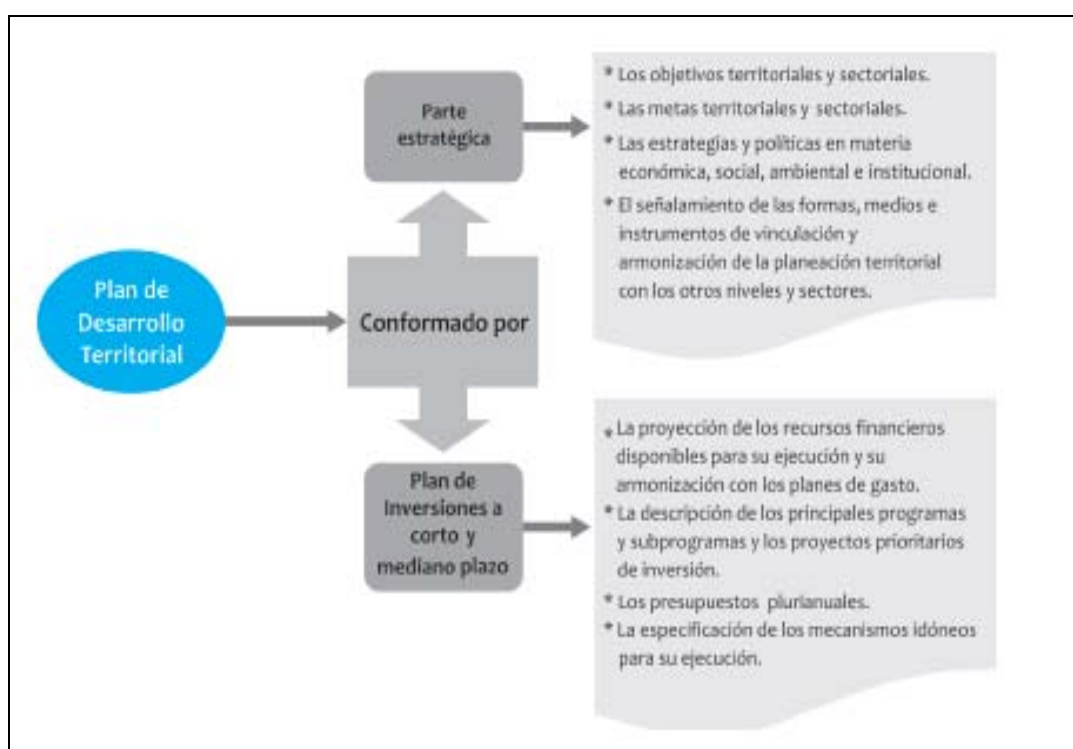 Plan de
Desarrollo
Territorial
Conformado por
Parte
estratégica
* Los objetivos territoriales y sectoriales.
* Las metas territoriales y sectoriales.
* Las estrategias y políticas en materia
económica, social, ambiental e institucional.
* El señalamiento de las formas, medios e
instrumentos de vinculación y
armonización de la planeación territorial
con los otros niveles y sectores.
Plan de
Inversiones a
corto y
mediano plazo
* La proyección de los recursos financieros
disponibles para su ejecución y su
armonización con los planes de gasto.
* La descripción de los principales programas
y subprogramas y los proyectos prioritarios
de inversión.
* Los presupuestos plurianuales.
* La especificación de los mecanismos idóneos
para su ejecución.